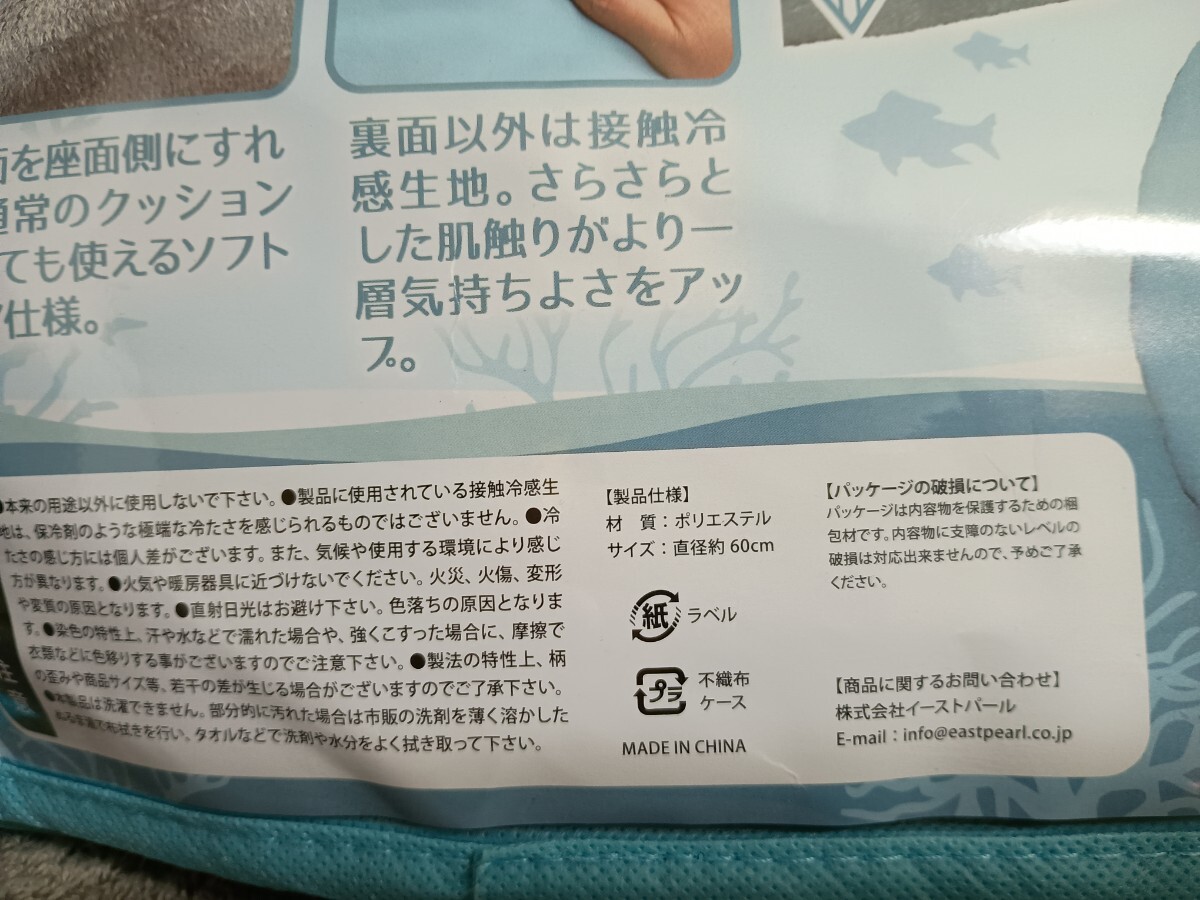 面を座面側にすれ
通常のクッション
ても使えるソフト
仕様。
裏面以外は接触冷
感生地。さらさらと
した肌触りがより一
層気持ちよさをアッ
プ。
●本来の用途以外に使用しないで下さい。●製品に使用されている接触冷感生
地は、保冷剤のような極端な冷たさを感じられるものではございません。●冷
たさの感じ方には個人差がございます。また、気候や使用する環境により感じ
方が異なります。●火気や暖房器具に近づけないでください。火災、火傷、変形
や変質の原因となります。●直射日光はお避け下さい。色落ちの原因となりま
す。●染色の特性上、汗や水などで濡れた場合や、強くこすった場合に、摩擦で
衣類などに色移りする事がございますのでご注意下さい。●製法の特性上、柄
の歪みや商品サイズ等、若干の差が生じる場合がございますのでご了承下さい。
●本製品は洗濯できません。部分的に汚れた場合は市販の洗剤を薄く溶かした
ぬるま湯で布拭きを行い、タオルなどで洗剤や水分をよく拭き取って下さい。
注意
【製品仕様】
材 質：ポリエステル
サイズ：直径約 60cm
紙 ラベル
プラ 不織布
ケース
MADE IN CHINA
【パッケージの破損について】
パッケージは内容物を保護するための梱
包材です。内容物に支障のないレベルの
破損は対応出来ませんので、予めご了承
ください。
【商品に関するお問い合わせ】
株式会社イーストパール
E-mail：info@eastpearl.co.jp